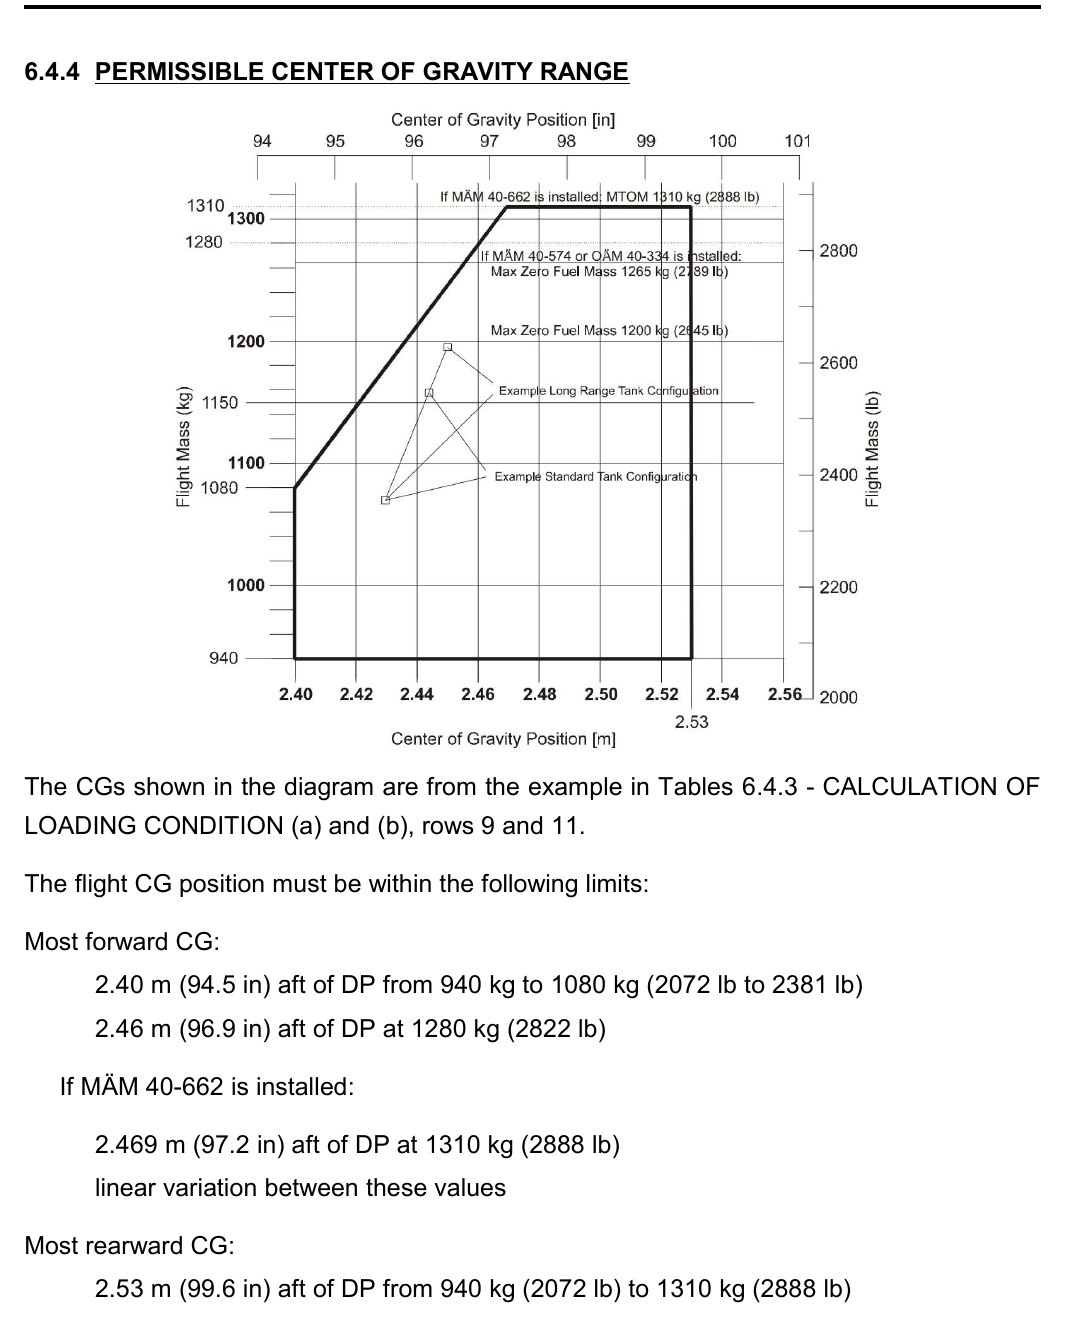 6.4.4 PERMISSIBLE CENTER OF GRAVITY RANGE
Center of Gravity Position [in]
94 95 96 97 98 99 100 101
If MÄM 40-662 is installed: MTOM 1310 kg (2888 lb)
1310
1300
1280
2800
If MÄM 40-574 or OÄM 40-334 is installed:
Max Zero Fuel Mass 1265 kg (2789 lb)
Max Zero Fuel Mass 1200 kg (2645 lb)
1200
2600
Example Long Range Tank Configuration
1150
Flight Mass (kg)
Flight Mass (lb)
1100
2400
Example Standard Tank Configuration
1080
1000
2200
940
2.40 2.42 2.44 2.46 2.48 2.50 2.52 2.54 2.56
2000
2.53
Center of Gravity Position [m]
The CGs shown in the diagram are from the example in Tables 6.4.3 - CALCULATION OF
LOADING CONDITION (a) and (b), rows 9 and 11.
The flight CG position must be within the following limits:
Most forward CG:
2.40 m (94.5 in) aft of DP from 940 kg to 1080 kg (2072 lb to 2381 lb)
2.46 m (96.9 in) aft of DP at 1280 kg (2822 lb)
If MÄM 40-662 is installed:
2.469 m (97.2 in) aft of DP at 1310 kg (2888 lb)
linear variation between these values
Most rearward CG:
2.53 m (99.6 in) aft of DP from 940 kg (2072 lb) to 1310 kg (2888 lb)